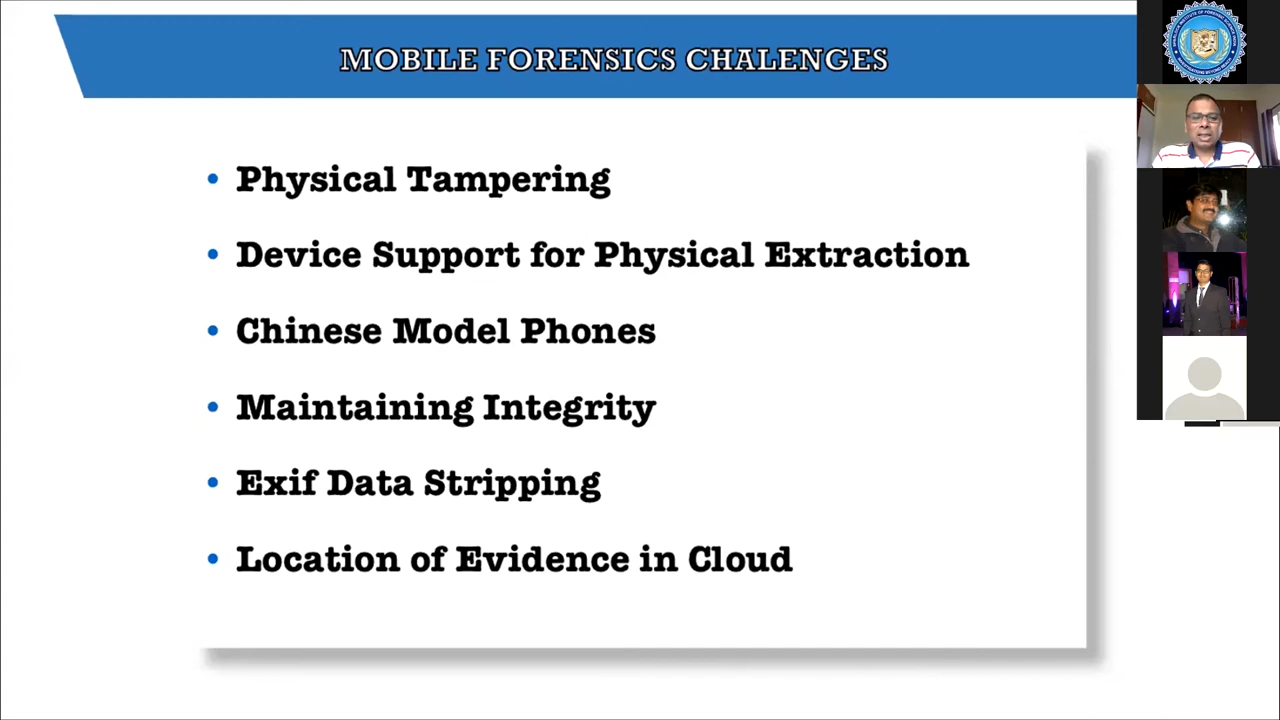 MOBILE FORENSICS CHALENGES
• Physical Tampering
• Device Support for Physical Extraction
• Chinese Model Phones
• Maintaining Integrity
• Exif Data Stripping
• Location of Evidence in Cloud